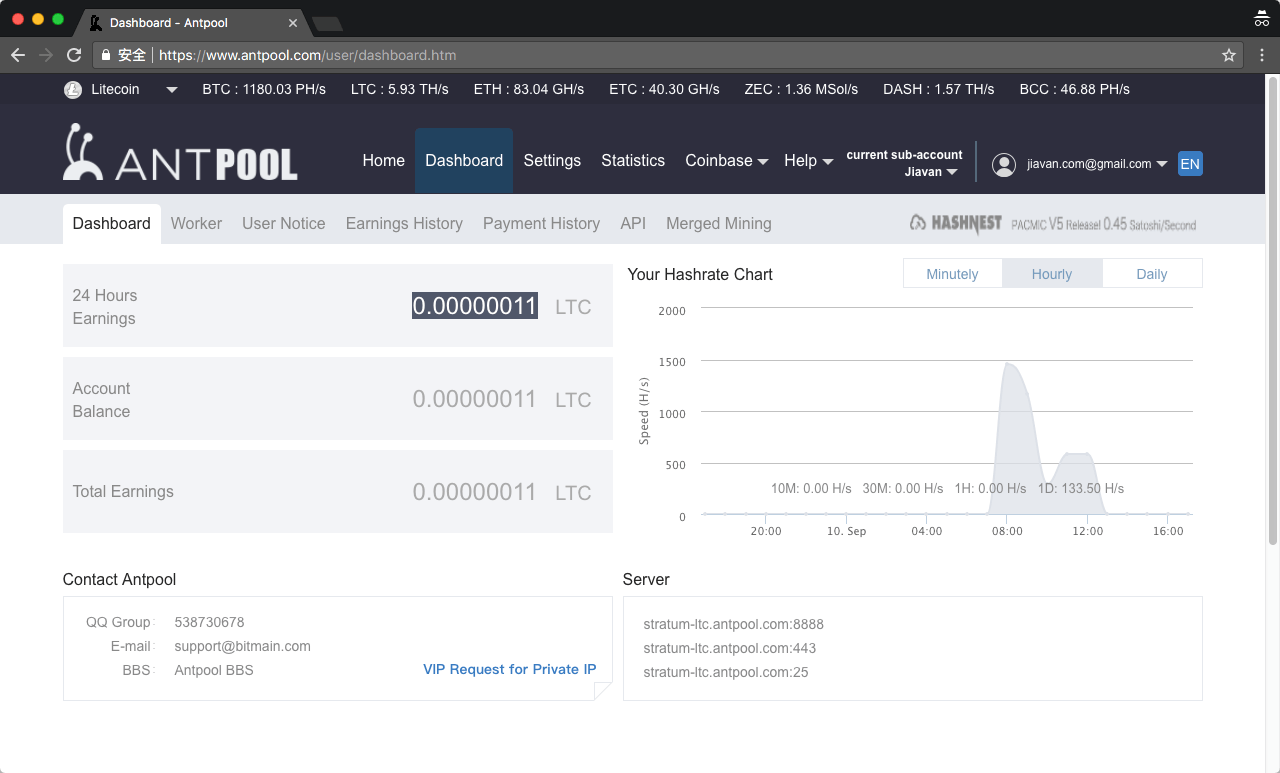 Dashboard - Antpool
安全 https://www.antpool.com/user/dashboard.htm
Litecoin BTC : 1180.03 PH/s LTC : 5.93 TH/s ETH : 83.04 GH/s ETC : 40.30 GH/s ZEC : 1.36 MSol/s DASH : 1.57 TH/s BCC : 46.88 PH/s
ANTPOOL
Home Dashboard Settings Statistics Coinbase Help
current sub-account
Jiavan
jiavan.com@gmail.com
EN
Dashboard Worker User Notice Earnings History Payment History API Merged Mining
HASHNEST PACMiC V5 Release! 0.45 Satoshi/Second
24 Hours
Earnings
0.00000011 LTC
Account
Balance
0.00000011 LTC
Total Earnings
0.00000011 LTC
Your Hashrate Chart
Minutely Hourly Daily
2000
1500
1000
500
0
Speed (H/s)
10M: 0.00 H/s 30M: 0.00 H/s 1H: 0.00 H/s 1D: 133.50 H/s
20:00 10. Sep 04:00 08:00 12:00 16:00
Contact Antpool
QQ Group: 538730678
E-mail: support@bitmain.com
BBS: Antpool BBS
VIP Request for Private IP
Server
stratum-ltc.antpool.com:8888
stratum-ltc.antpool.com:443
stratum-ltc.antpool.com:25